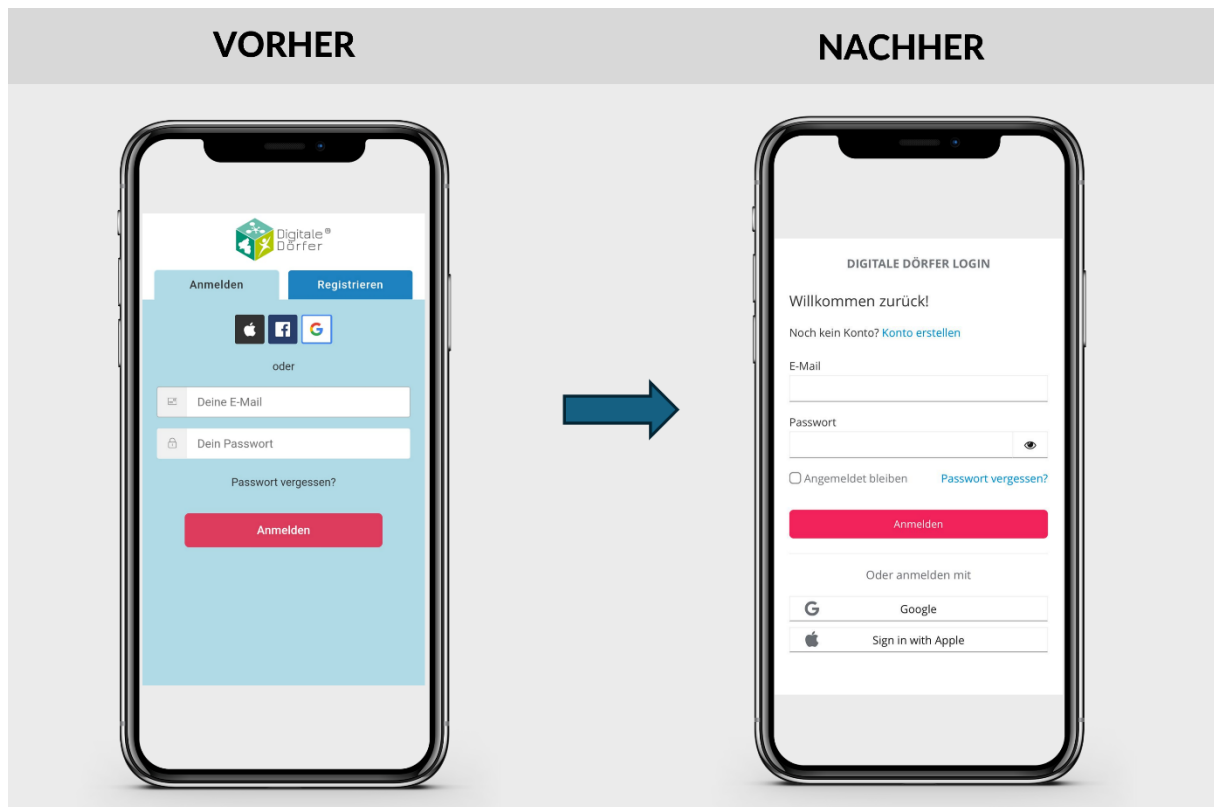 VORHER
NACHHER
Digitale®
Dörfer
Anmelden
Registrieren
oder
Deine E-Mail
Dein Passwort
Passwort vergessen?
Anmelden
DIGITALE DÖRFER LOGIN
Willkommen zurück!
Noch kein Konto? Konto erstellen
E-Mail
Passwort
Angemeldet bleiben Passwort vergessen?
Anmelden
Oder anmelden mit
Google
Sign in with Apple